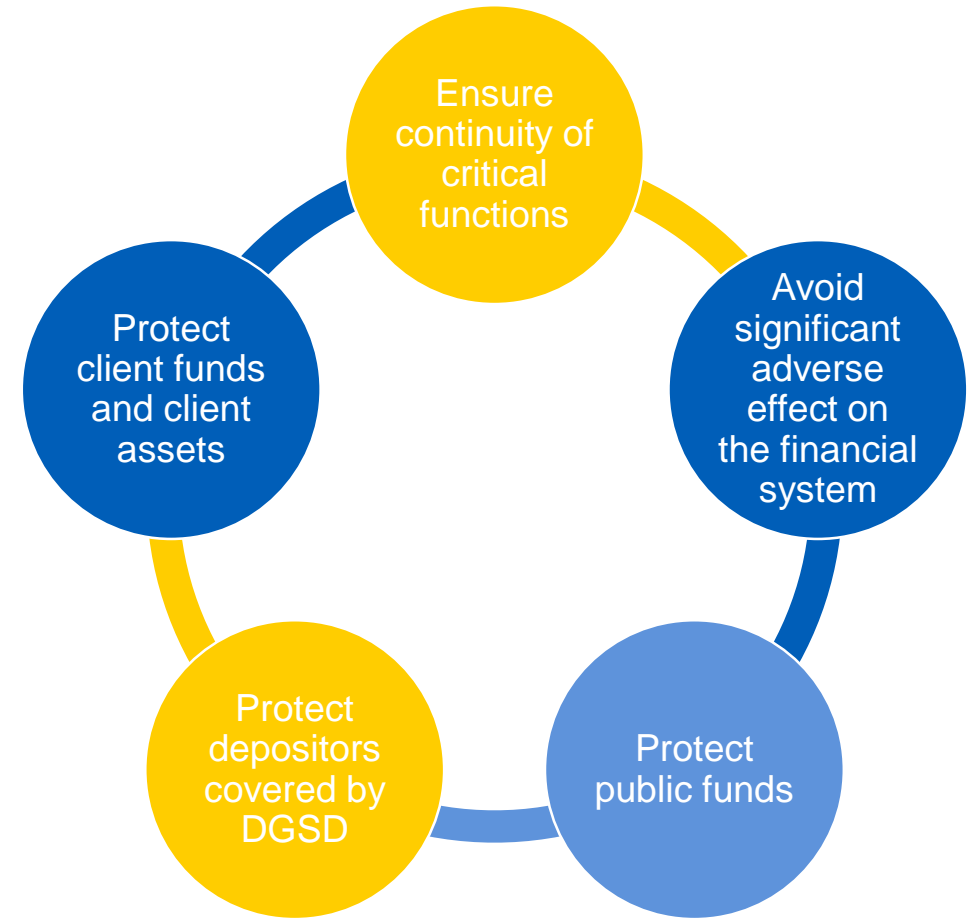 Ensure
continuity of
critical
functions
Avoid
significant
adverse
effect on
the financial
system
Protect
public funds
Protect
depositors
covered by
DGSD
Protect
client funds
and client
assets